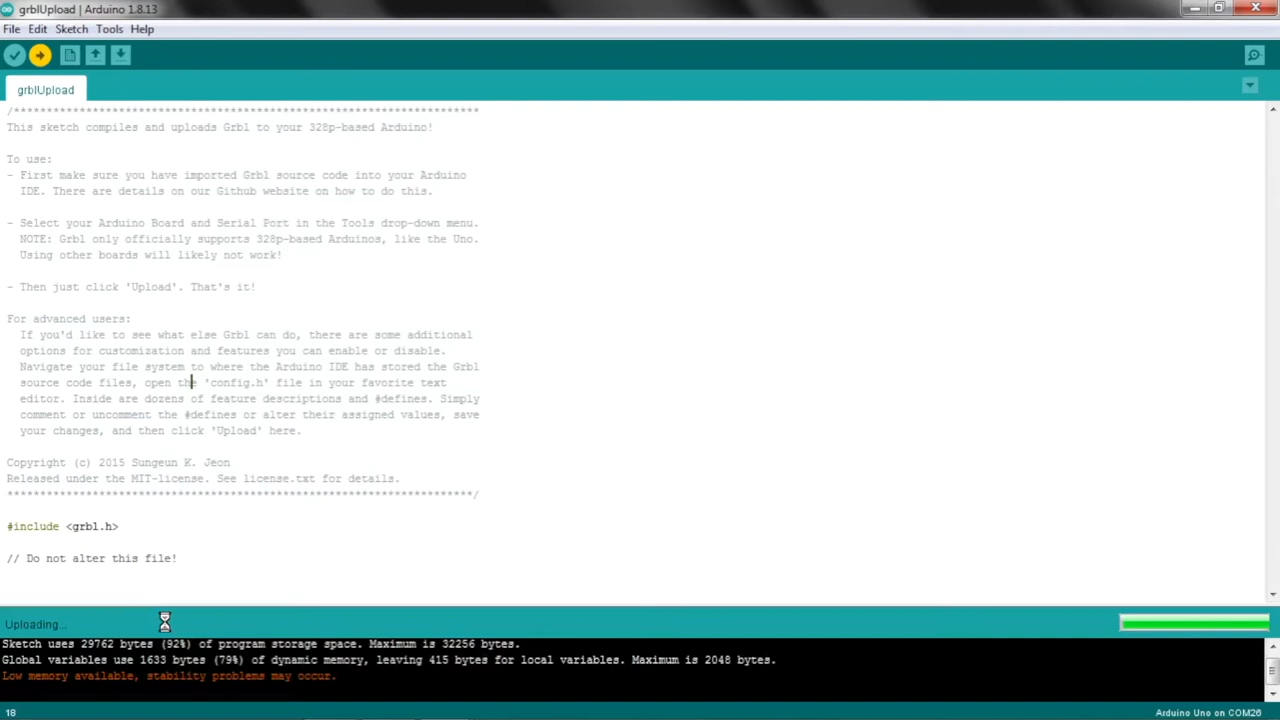 grblUpload | Arduino 1.8.13
File Edit Sketch Tools Help
grblUpload
/***********************************************************************
This sketch compiles and uploads Grbl to your 328p-based Arduino!
To use:
- First make sure you have imported Grbl source code into your Arduino
IDE. There are details on our Github website on how to do this.
- Select your Arduino Board and Serial Port in the Tools drop-down menu.
NOTE: Grbl only officially supports 328p-based Arduinos, like the Uno.
Using other boards will likely not work!
- Then just click 'Upload'. That's it!
For advanced users:
If you'd like to see what else Grbl can do, there are some additional
options for customization and features you can enable or disable.
Navigate your file system to where the Arduino IDE has stored the Grbl
source code files, open the 'config.h' file in your favorite text
editor. Inside are dozens of feature descriptions and #defines. Simply
comment or uncomment the #defines or alter their assigned values, save
your changes, and then click 'Upload' here.
Copyright (c) 2015 Sungeun K. Jeon
Released under the MIT-license. See license.txt for details.
***********************************************************************/
#include <grbl.h>
// Do not alter this file!
Uploading...
Sketch uses 29762 bytes (92%) of program storage space. Maximum is 32256 bytes.
Global variables use 1633 bytes (79%) of dynamic memory, leaving 415 bytes for local variables. Maximum is 2048 bytes.
Low memory available, stability problems may occur.
18 Arduino Uno on COM26